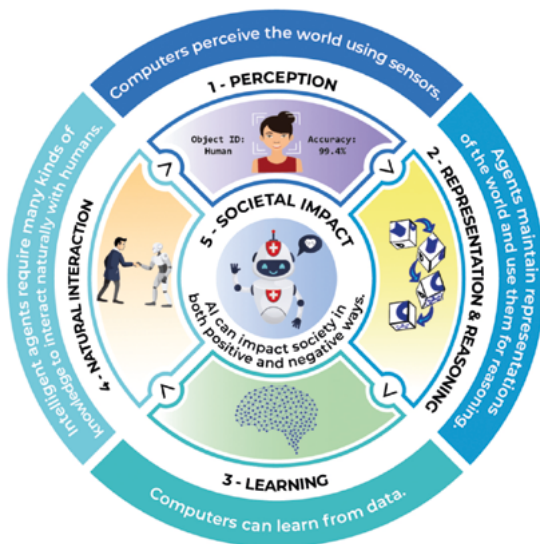 Computers perceive the world using sensors.
1 - PERCEPTION
Object ID:
Human
Accuracy:
99.4%
Agents maintain representations
of the world and use them for reasoning.
2 - REPRESENTATION & REASONING
3 - LEARNING
Computers can learn from data.
Intelligent agents require many kinds of
knowledge to interact naturally with humans.
4 - NATURAL INTERACTION
5 - SOCIETAL IMPACT
AI can impact society in
both positive and negative ways.